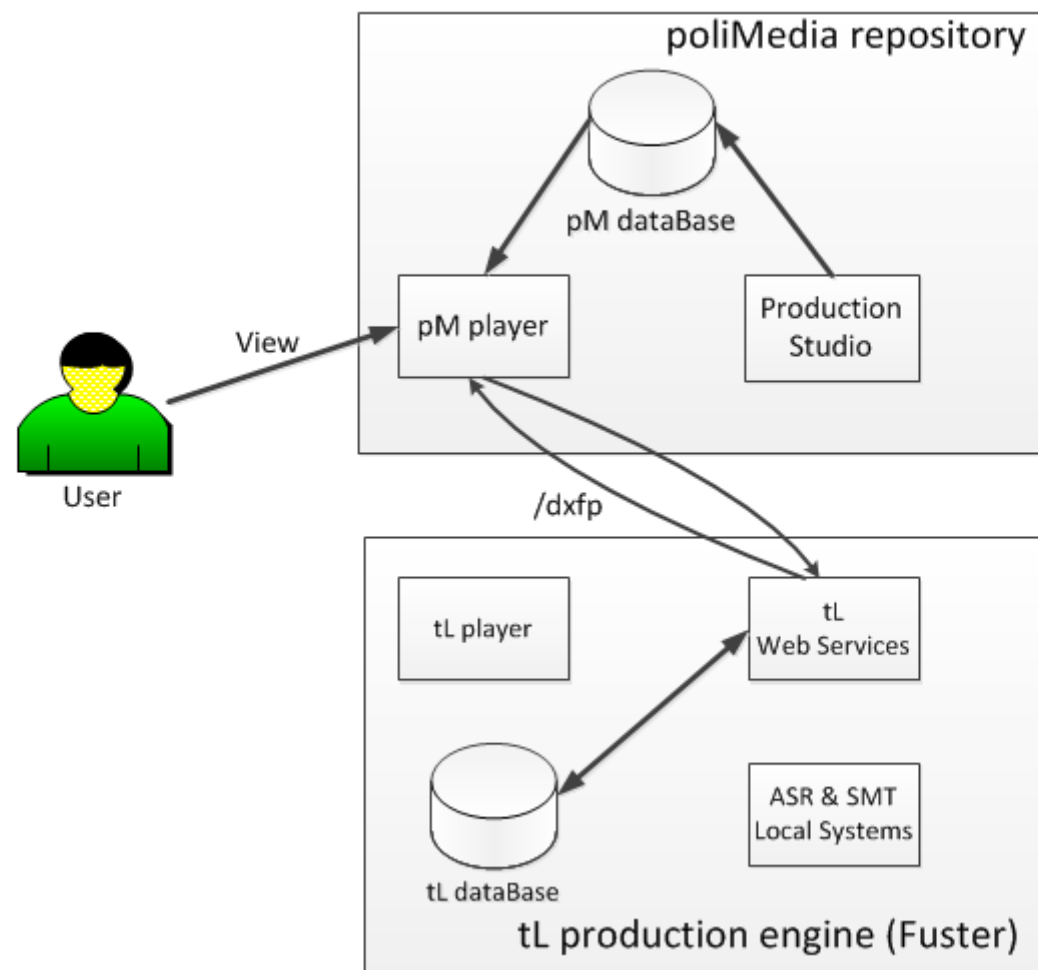 poliMedia repository
pM dataBase
pM player
Production
Studio
View
User
/dxfp
tL player
tL
Web Services
tL dataBase
ASR & SMT
Local Systems
tL production engine (Fuster)